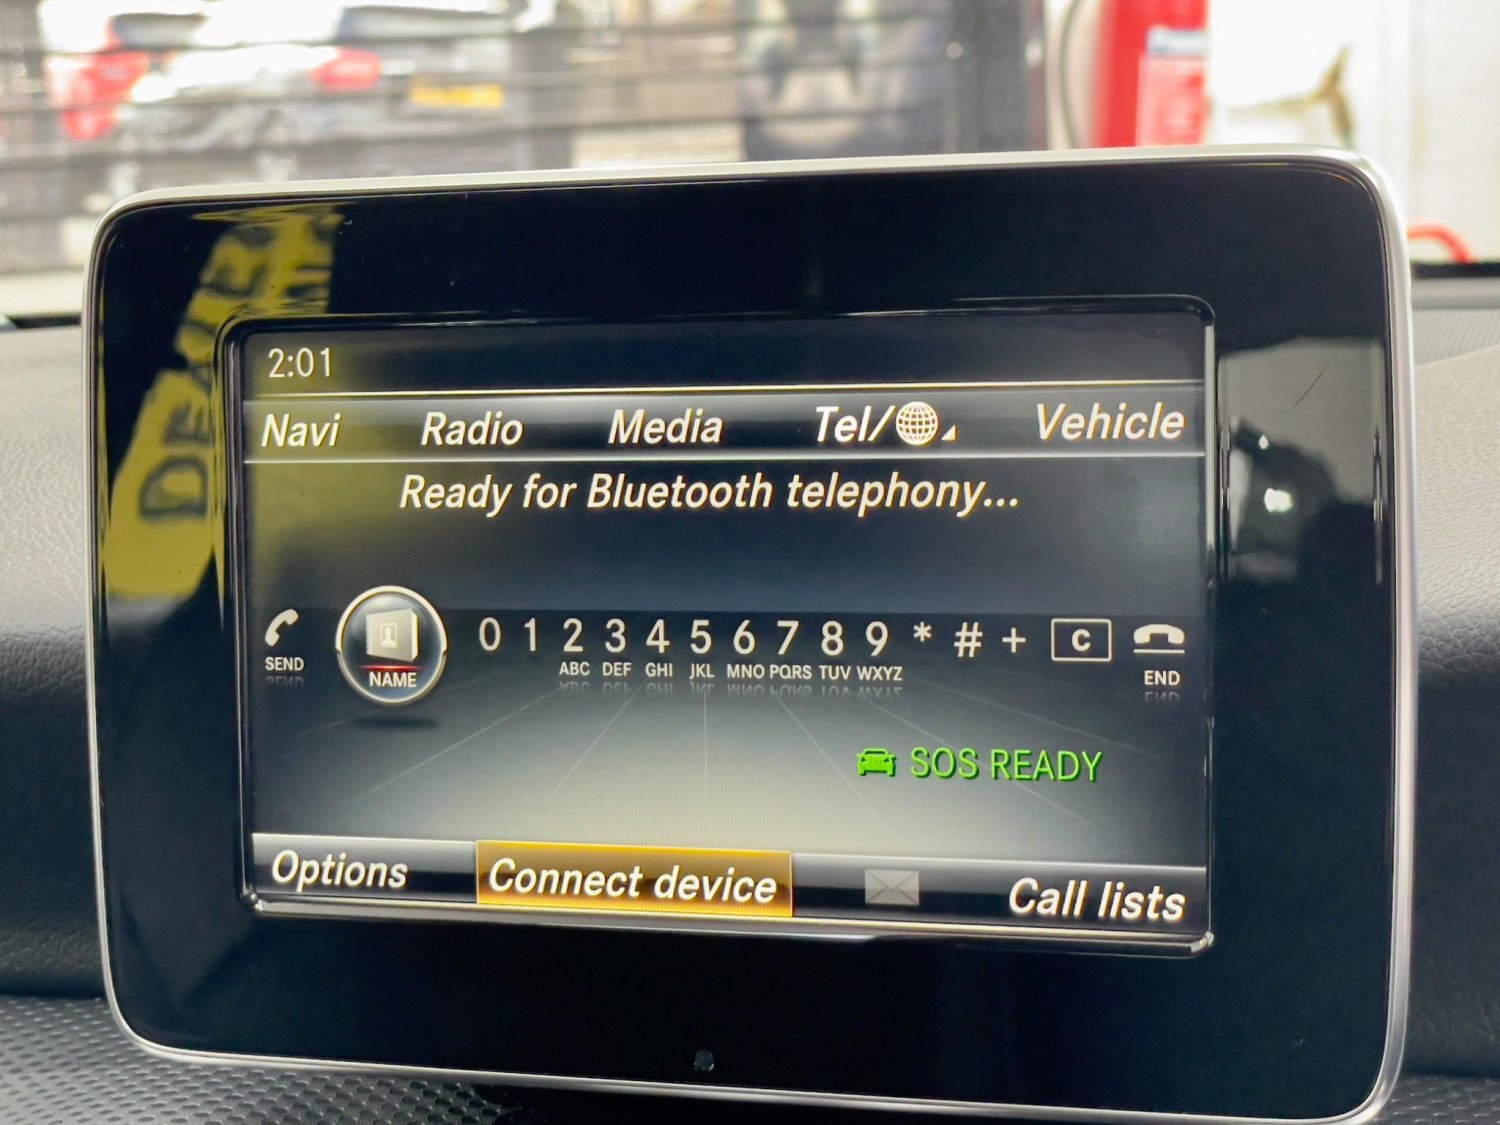 2:01
Navi Radio Media Tel/ Vehicle
Ready for Bluetooth telephony...
0 1 2 3 4 5 6 7 8 9 * # + C
SEND NAME ABC DEF GHI JKL MNO PQRS TUV WXYZ END
SOS READY
Options Connect device Call lists